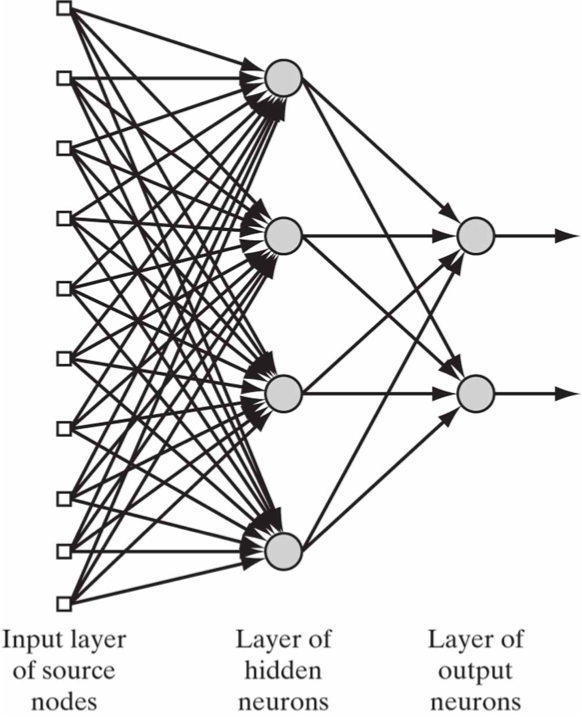 Input layer
of source
nodes
Layer of
hidden
neurons
Layer of
output
neurons